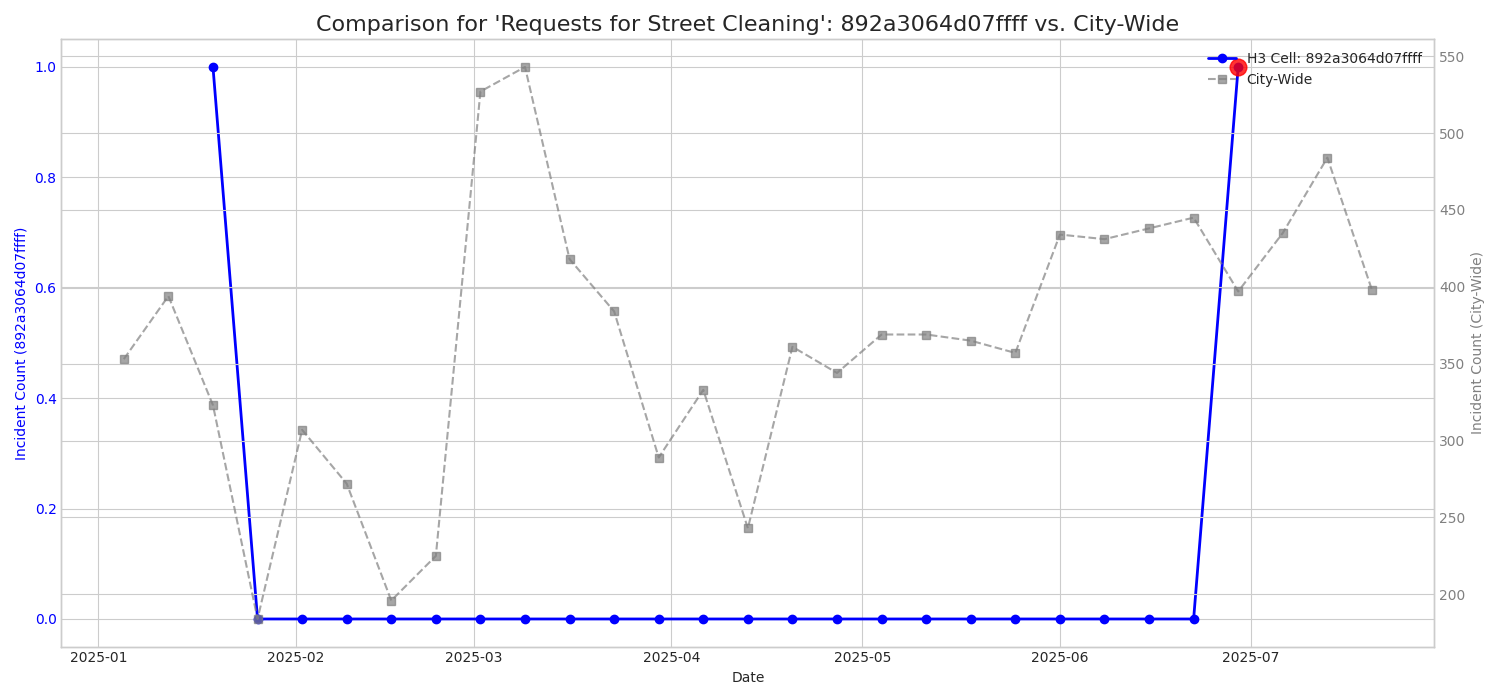 Comparison for 'Requests for Street Cleaning': 892a3064d07ffff vs. City-Wide
H3 Cell: 892a3064d07ffff
City-Wide
Incident Count (892a3064d07ffff)
1.0
0.8
0.6
0.4
0.2
0.0
550
500
450
400
350
300
250
200
Incident Count (City-Wide)
2025-01 2025-02 2025-03 2025-04 2025-05 2025-06 2025-07
Date